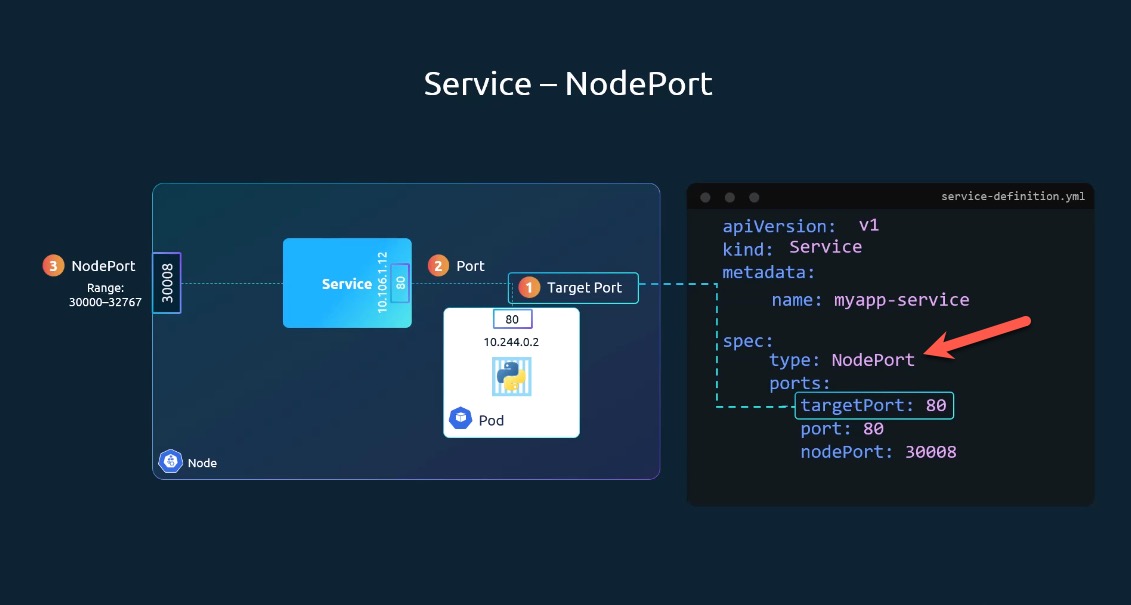 Service – NodePort
3 NodePort
Range:
30000–32767
30008
Service
10.106.1.12
80
2 Port
1 Target Port
80
10.244.0.2
Pod
Node
service-definition.yml
apiVersion: v1
kind: Service
metadata:
name: myapp-service
spec:
type: NodePort
ports:
targetPort: 80
port: 80
nodePort: 30008